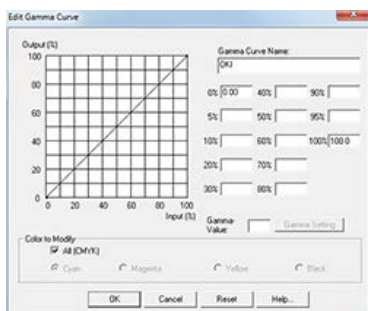 Edit Gamma Curve
Output (%)
100
80
60
40
20
0
0 20 40 60 80 100
Input (%)
Gamma Curve Name:
0% 0.00 40% 90%
5% 50% 95%
10% 60% 100% 100.0
20% 70%
30% 80%
Gamma-Value: Gamma Setting
Color to Modify
All (CMYK)
Cyan Magenta Yellow Black
OK Cancel Reset Help...